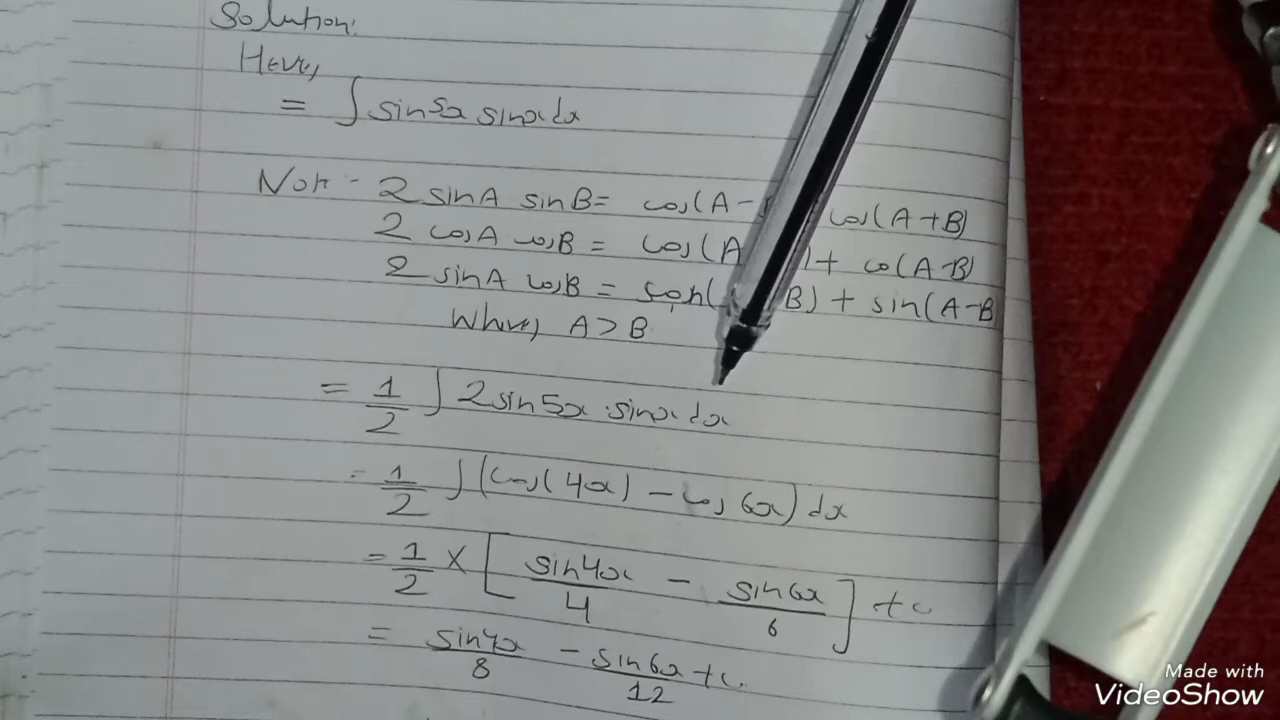 Solution:
Here,
= ∫ sin5x sinx dx
Note - 2 sinA sinB = cos(A- cos(A+B)
2 cosA cosB = cos(A )+ cos(A-B)
2 sinA cosB = sin( B) + sin(A-B
Where, A>B
= 1/2 ∫ 2sin5x · sinx dx
= 1/2 ∫ (cos(4x) - cos6x) dx
= 1/2 × [ sin4x/4 - sin6x/6 ] + c
= sin4x/8 - sin6x/12 + c.
Made with
VideoShow